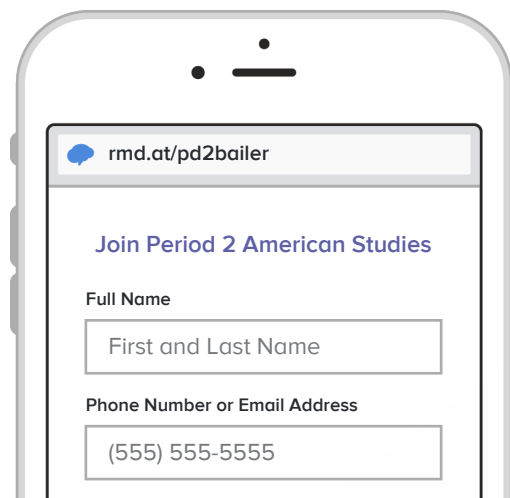 rmd.at/pd2bailer
Join Period 2 American Studies
Full Name
First and Last Name
Phone Number or Email Address
(555) 555-5555